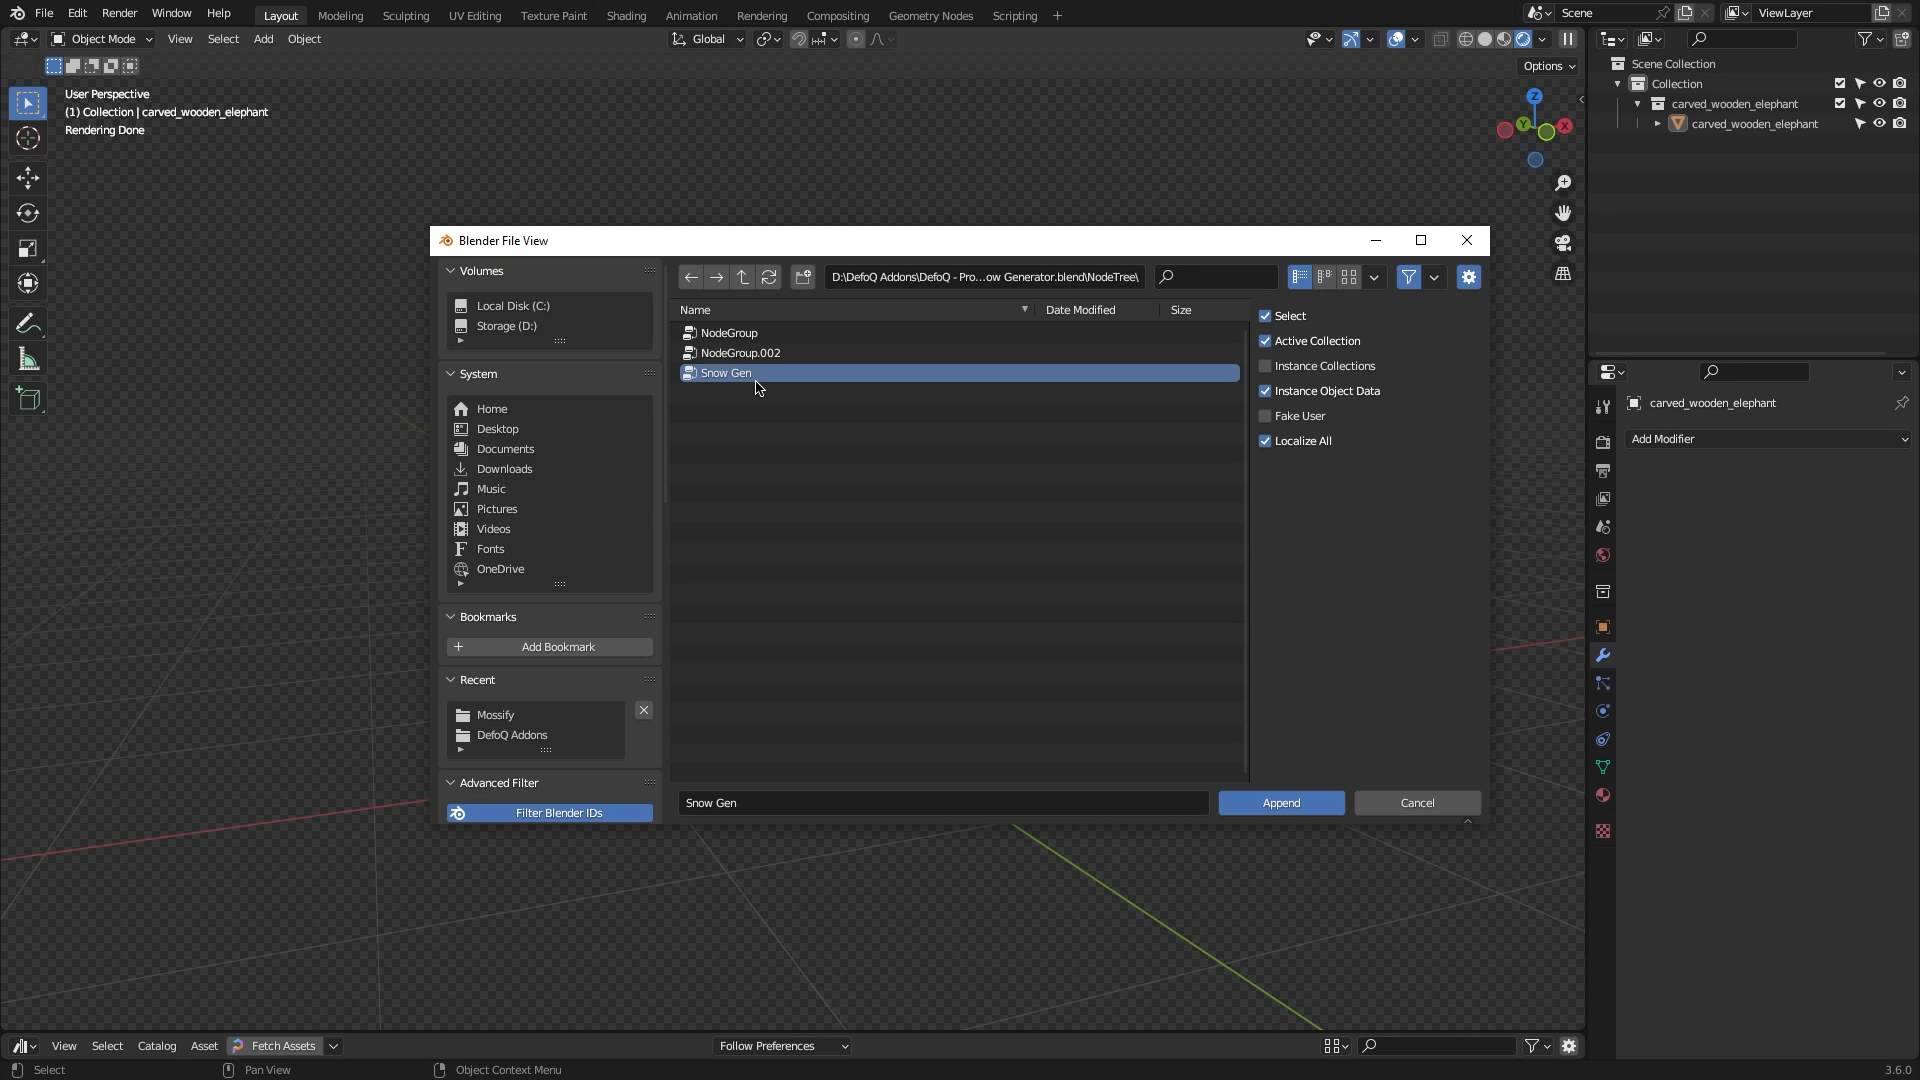 File Edit Render Window Help Layout Modeling Sculpting UV Editing Texture Paint Shading Animation Rendering Compositing Geometry Nodes Scripting + Scene ViewLayer
Object Mode View Select Add Object Global
Options
User Perspective
(1) Collection | carved_wooden_elephant
Rendering Done
Z
Y X
Scene Collection
Collection
carved_wooden_elephant
carved_wooden_elephant
carved_wooden_elephant
Add Modifier
Blender File View
Volumes
Local Disk (C:)
Storage (D:)
System
Home
Desktop
Documents
Downloads
Music
Pictures
Videos
Fonts
OneDrive
Bookmarks
+ Add Bookmark
Recent
Mossify
DefoQ Addons
Advanced Filter
Filter Blender IDs
D:\DefoQ Addons\DefoQ - Pro...ow Generator.blend\NodeTree\
Name Date Modified Size
NodeGroup
NodeGroup.002
Snow Gen
Select
Active Collection
Instance Collections
Instance Object Data
Fake User
Localize All
Snow Gen Append Cancel
View Select Catalog Asset Fetch Assets Follow Preferences
Select Pan View Object Context Menu 3.6.0